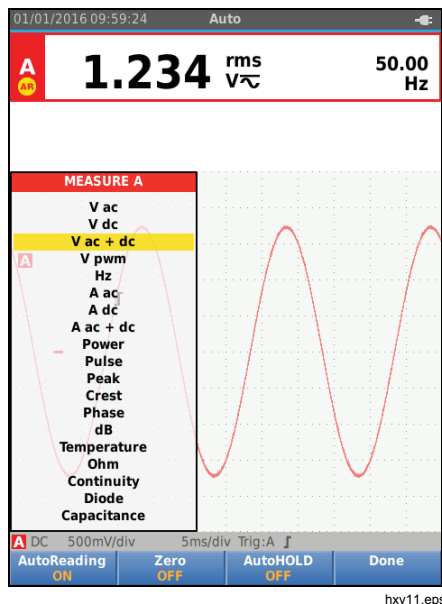 01/01/2016 09:59:24 Auto
A
AR
1.234 rms V
50.00 Hz
MEASURE A
V ac
V dc
V ac + dc
V pwm
A
Hz
A ac
A dc
A ac + dc
Power
Pulse
Peak
Crest
Phase
dB
Temperature
Ohm
Continuity
Diode
Capacitance
A DC 500mV/div 5ms/div Trig:A
AutoReading Zero AutoHOLD Done
ON OFF OFF
hxv11.eps